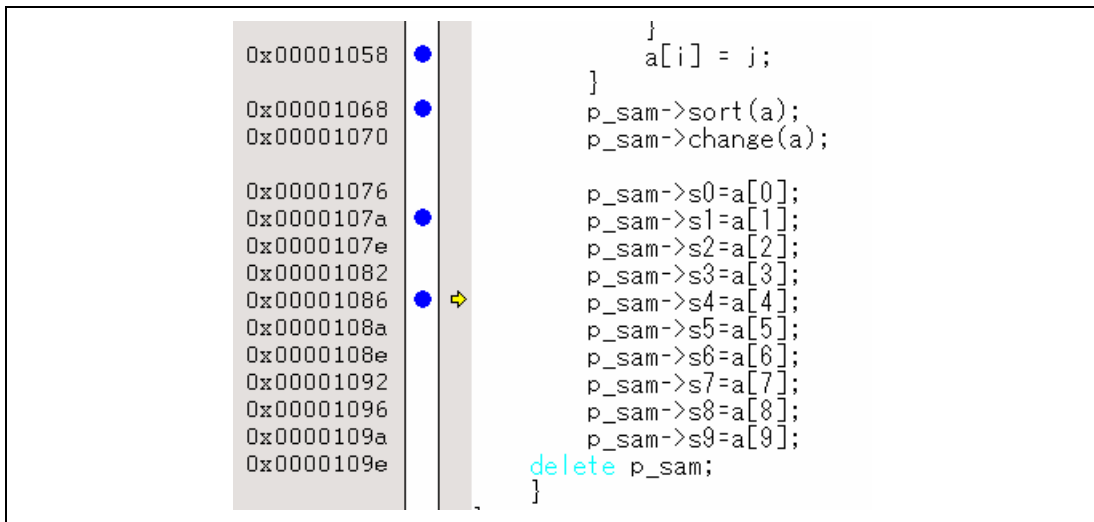 }
0x00001058 a[i] = j;
}
0x00001068 p_sam->sort(a);
0x00001070 p_sam->change(a);
0x00001076 p_sam->s0=a[0];
0x0000107a p_sam->s1=a[1];
0x0000107e p_sam->s2=a[2];
0x00001082 p_sam->s3=a[3];
0x00001086 p_sam->s4=a[4];
0x0000108a p_sam->s5=a[5];
0x0000108e p_sam->s6=a[6];
0x00001092 p_sam->s7=a[7];
0x00001096 p_sam->s8=a[8];
0x0000109a p_sam->s9=a[9];
0x0000109e delete p_sam;
}